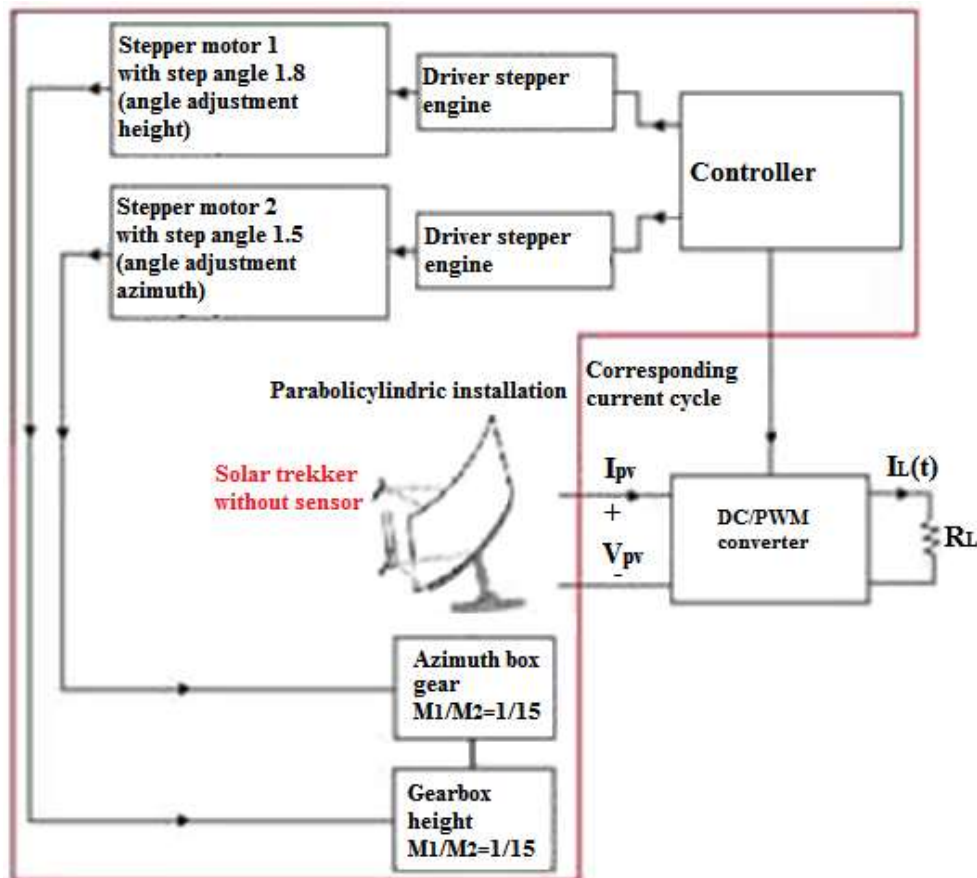 Stepper motor 1
with step angle 1.8
(angle adjustment
height)
Driver stepper
engine
Controller
Stepper motor 2
with step angle 1.5
(angle adjustment
azimuth)
Driver stepper
engine
Corresponding
current cycle
Parabolicylindric installation
Solar trekker
without sensor
Ipv
+
Vpv
-
DC/PWM
converter
IL(t)
RL
Azimuth box
gear
M1/M2=1/15
Gearbox
height
M1/M2=1/15